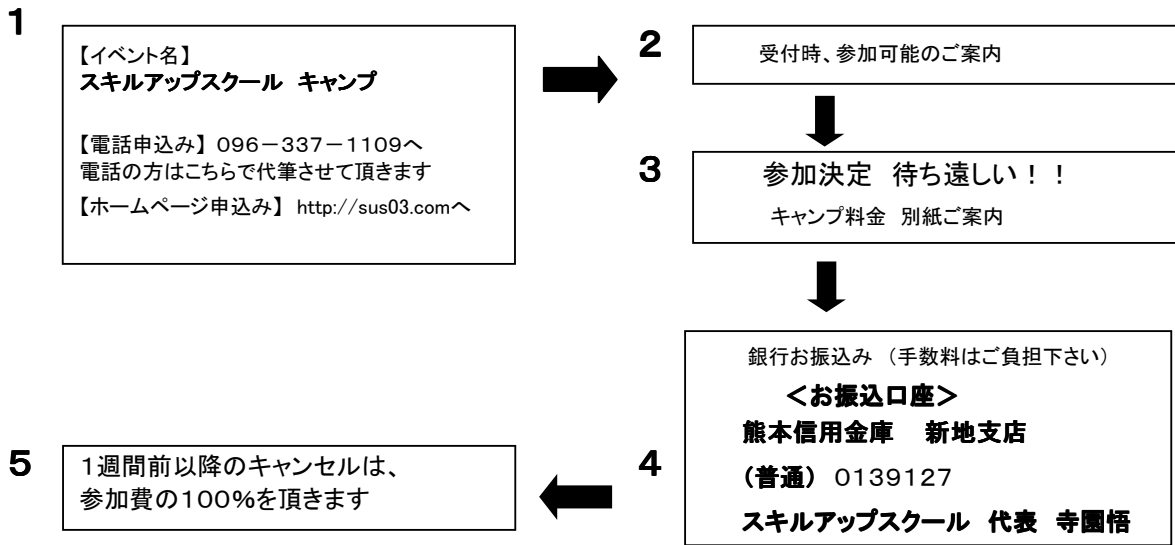 1
【イベント名】
スキルアップスクール キャンプ
【電話申込み】 096-337-1109へ
電話の方はこちらで代筆させて頂きます
【ホームページ申込み】 http://sus03.comへ
2
受付時、参加可能のご案内
3
参加決定 待ち遠しい!!
キャンプ料金 別紙ご案内
4
銀行お振込み (手数料はご負担下さい)
<お振込口座>
熊本信用金庫 新地支店
(普通) 0139127
スキルアップスクール 代表 寺園悟
5
1週間前以降のキャンセルは、
参加費の100%を頂きます